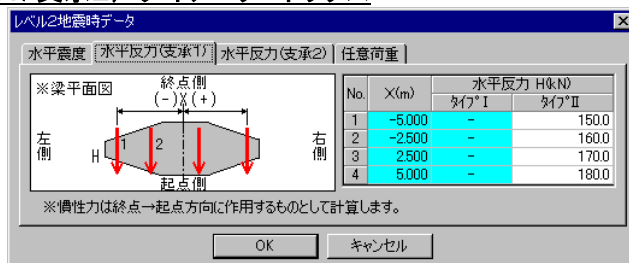 レベル2地震時データ
水平震度 水平反力(支承1) 水平反力(支承2) 任意荷重
※梁平面図
終点側
(-)X(+)
左側
右側
H 1 2
起点側
No. X(m) 水平反力 H(kN)
タイプⅠ タイプⅡ
1 -5.000 - 150.0
2 -2.500 - 160.0
3 2.500 - 170.0
4 5.000 - 180.0
※慣性力は終点→起点方向に作用するものとして計算します。
OK キャンセル